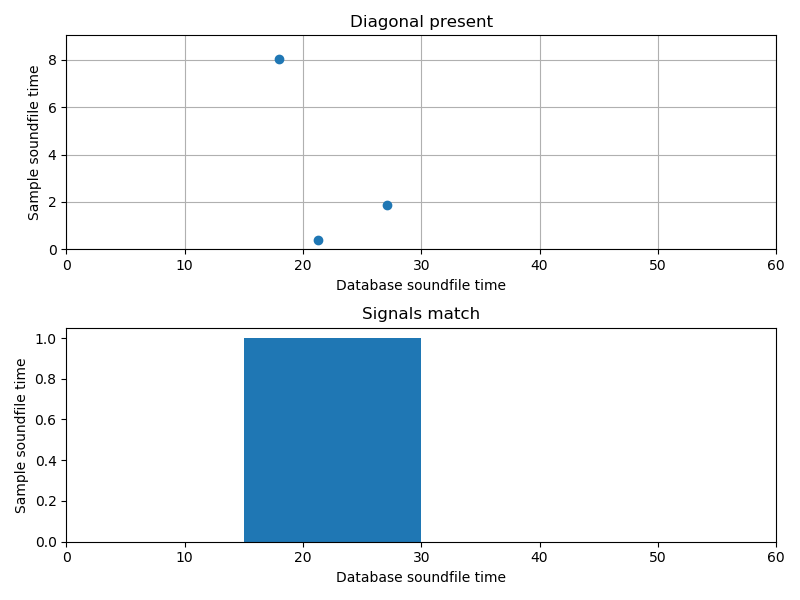 Diagonal present
8
6
4
2
0
Sample soundfile time
0 10 20 30 40 50 60
Database soundfile time
Signals match
1.0
0.8
0.6
0.4
0.2
0.0
Sample soundfile time
0 10 20 30 40 50 60
Database soundfile time